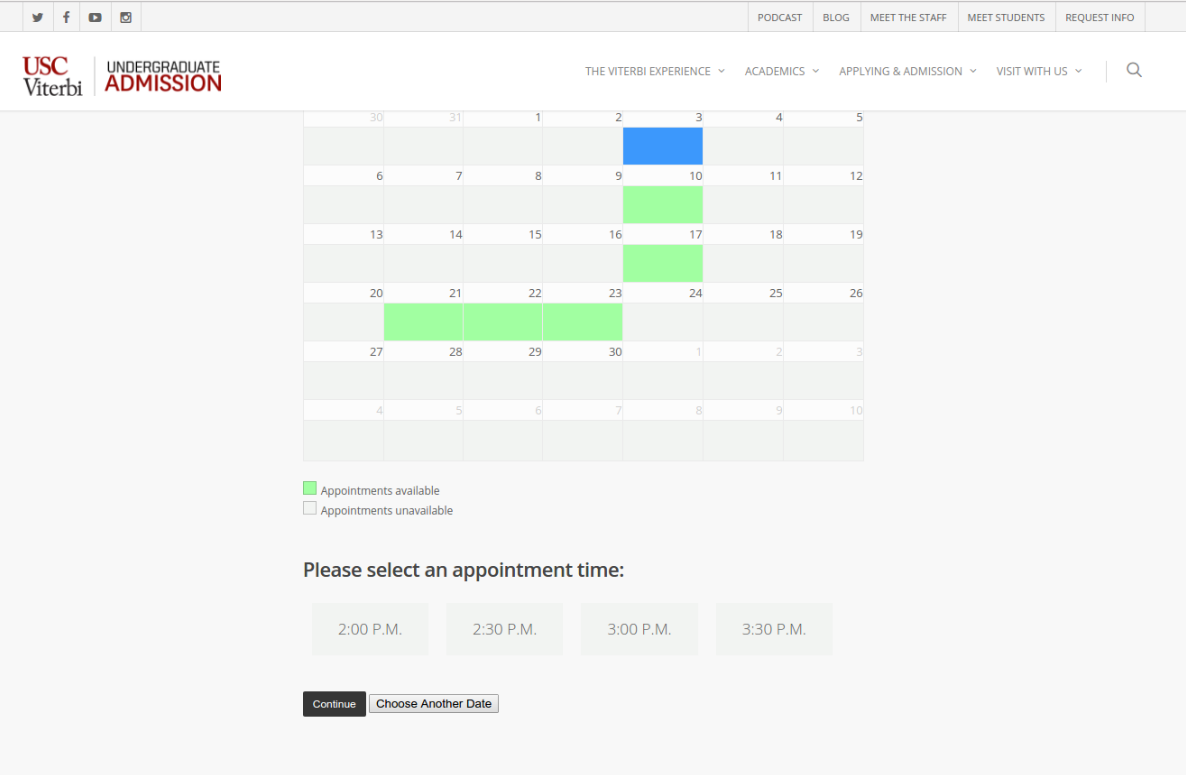 PODCAST BLOG MEET THE STAFF MEET STUDENTS REQUEST INFO
USC Viterbi
UNDERGRADUATE
ADMISSION
THE VITERBI EXPERIENCE ACADEMICS APPLYING & ADMISSION VISIT WITH US
30 31 1 2 3 4 5
6 7 8 9 10 11 12
13 14 15 16 17 18 19
20 21 22 23 24 25 26
27 28 29 30 1 2 3
4 5 6 7 8 9 10
Appointments available
Appointments unavailable
Please select an appointment time:
2:00 P.M. 2:30 P.M. 3:00 P.M. 3:30 P.M.
Continue Choose Another Date